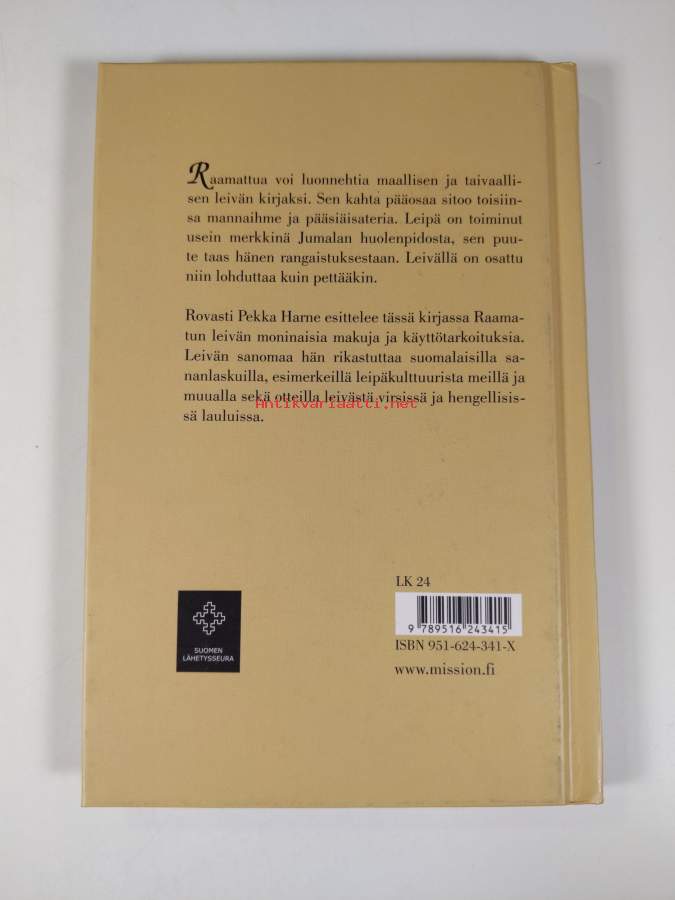 Raamattua voi luonnehtia maallisen ja taivaalli-
sen leivän kirjaksi. Sen kahta pääosaa sitoo toisiin-
sa mannaihme ja pääsiäisateria. Leipä on toiminut
usein merkkinä Jumalan huolenpidosta, sen puu-
te taas hänen rangaistuksestaan. Leivällä on osattu
niin lohduttaa kuin pettääkin.
Rovasti Pekka Harne esittelee tässä kirjassa Raama-
tun leivän moninaisia makuja ja käyttötarkoituksia.
Leivän sanomaa hän rikastuttaa suomalaisilla sa-
nanlaskuilla, esimerkeillä leipäkulttuurista meillä ja
muualla sekä otteilla leivästä virsissä ja hengellisis-
Antikvariaatti.net
sä lauluissa.
LK 24
9 789516 243415
ISBN 951-624-341-X
www.mission.fi
SUOMEN
LÄHETYSSEURA